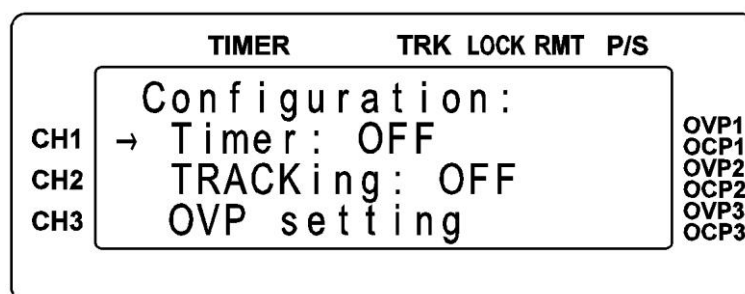 TIMER TRK LOCK RMT P/S
Configuration:
CH1 → Timer: OFF OVP1
OCP1
CH2 TRACKing: OFF OVP2
OCP2
CH3 OVP setting OVP3
OCP3